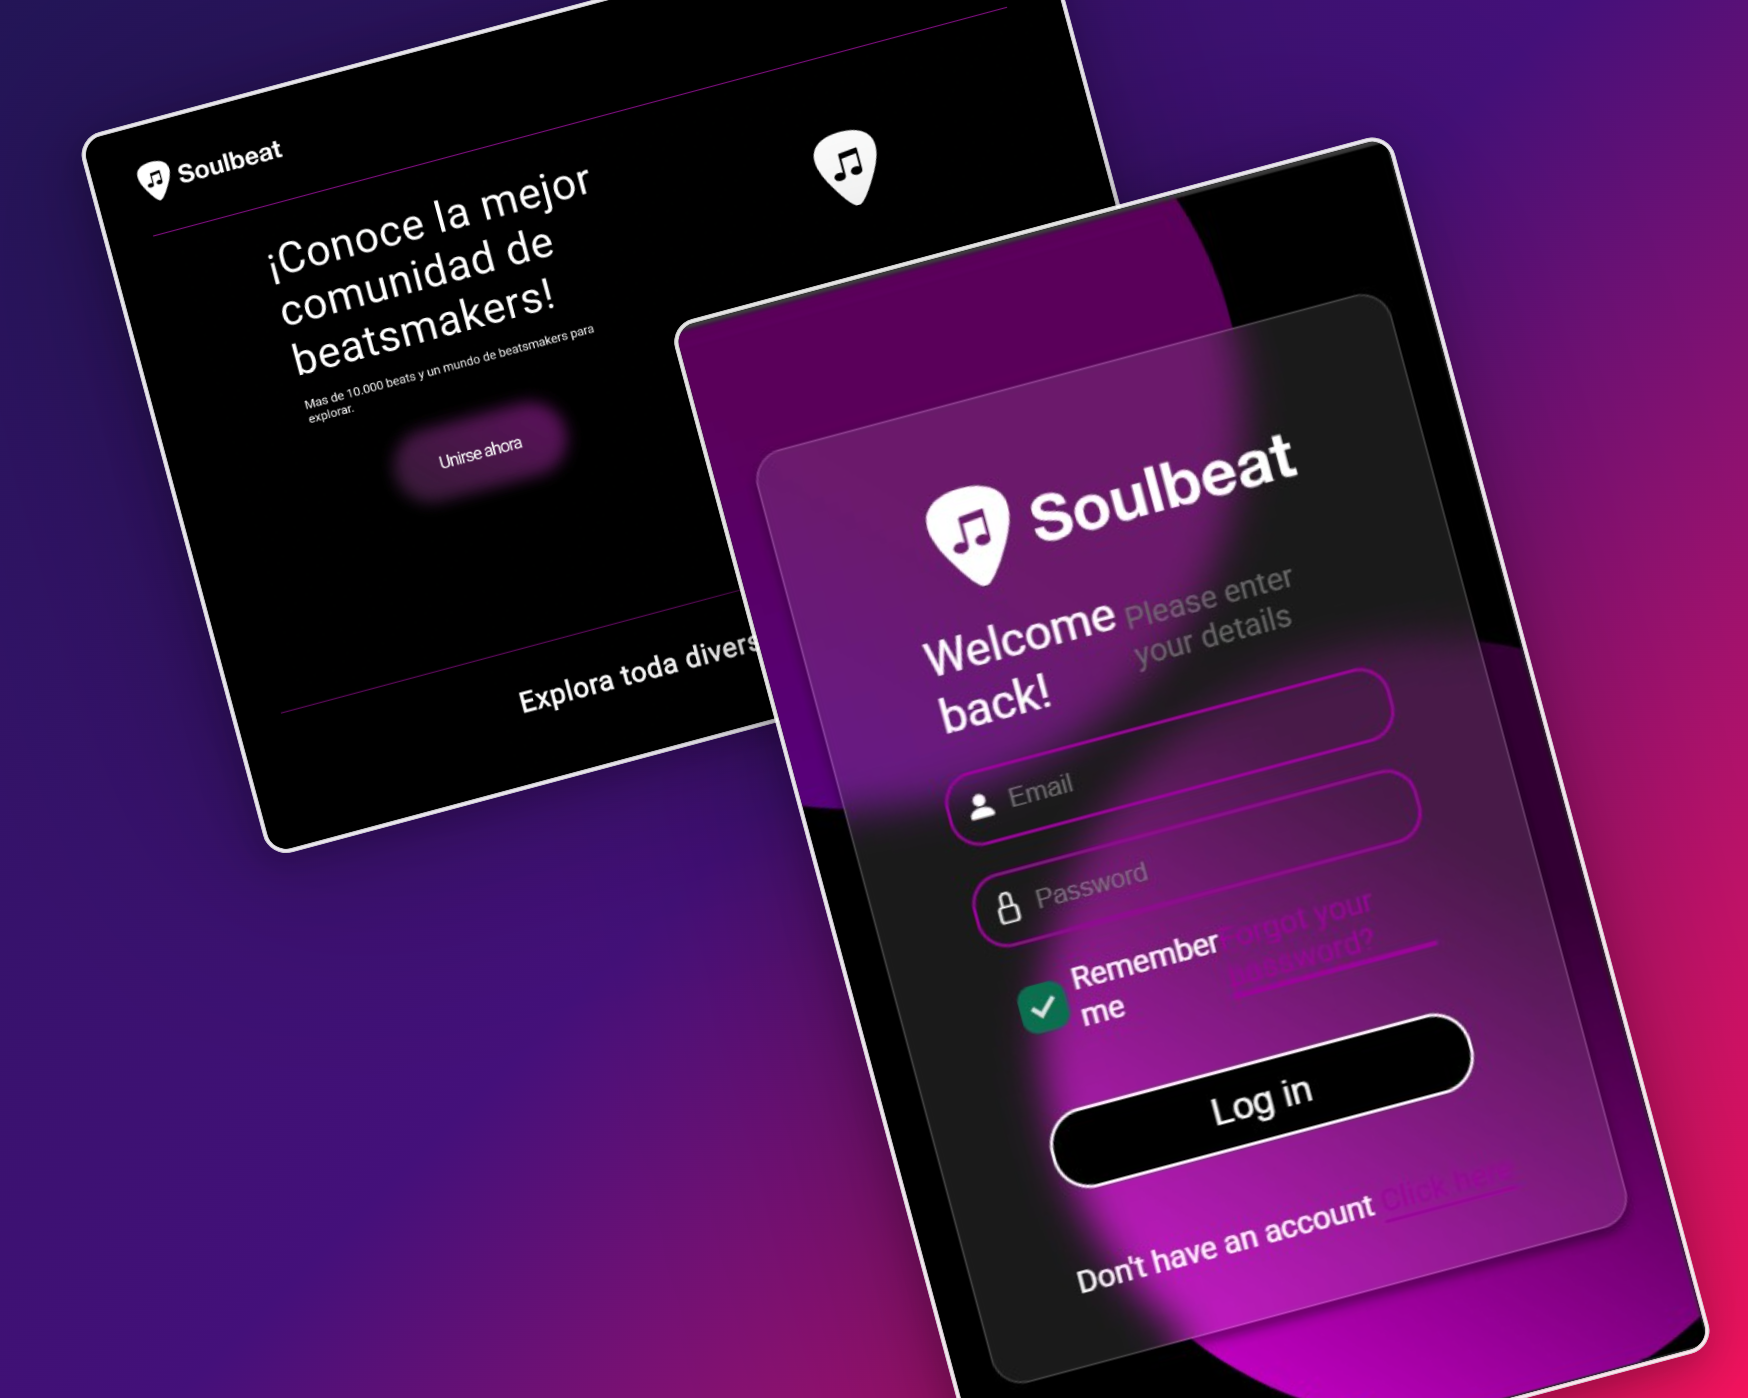 Soulbeat
¡Conoce la mejor
comunidad de
beatsmakers!
Mas de 10.000 beats y un mundo de beatsmakers para
explorar.
Unirse ahora
Explora toda divers
Soulbeat
Welcome
back!
Please enter
your details
Email
Password
Remember
me
Forgot your
password?
Log in
Don't have an account Click here